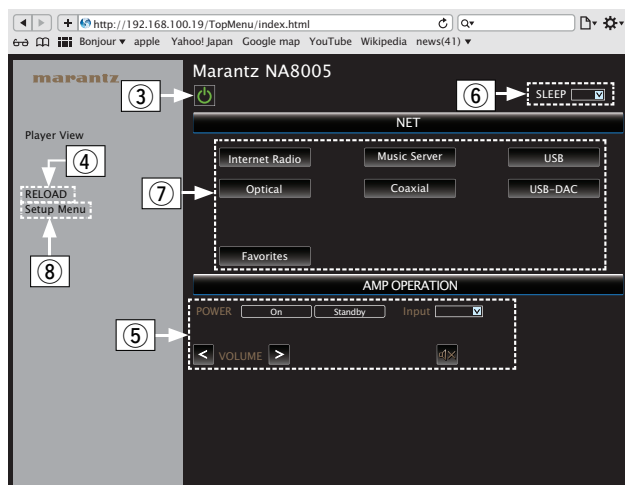 http://192.168.100.19/TopMenu/index.html
Bonjour ▼ apple Yahoo! Japan Google map YouTube Wikipedia news(41) ▼
marantz
Marantz NA8005
③
⑥
SLEEP
NET
Player View
④
Internet Radio Music Server USB
⑦
Optical Coaxial USB-DAC
RELOAD
Setup Menu
⑧
Favorites
AMP OPERATION
POWER On Standby Input
⑤
< VOLUME >